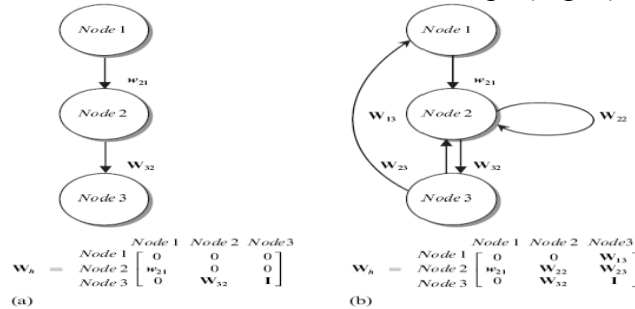 Node 1
w21
Node 2
W32
Node 3
Node 1 Node 2 Node3
Wh = Node 1 [ 0 0 0 ]
Node 2 [ w21 0 0 ]
Node 3 [ 0 W32 I ]
(a)
Node 1
w21
W13
Node 2
W22
W23
W32
Node 3
Node 1 Node 2 Node3
Wh = Node 1 [ 0 0 W13 ]
Node 2 [ w21 W22 W23 ]
Node 3 [ 0 W32 I ]
(b)